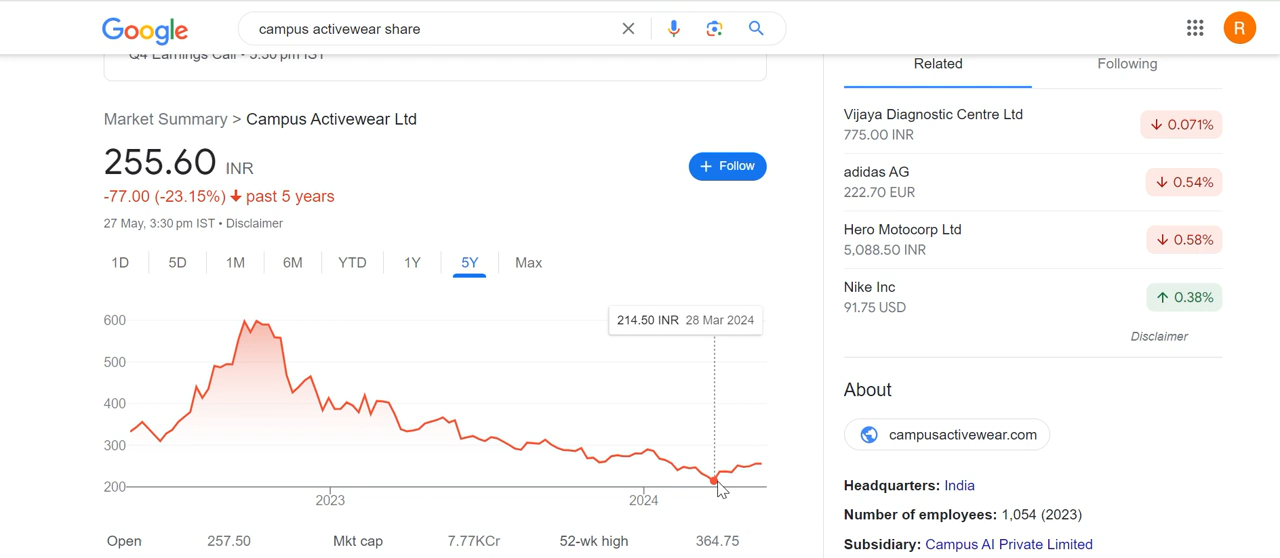 Google
campus activewear share
R
Q4 Earnings Call • 3:30 pm IST
Market Summary > Campus Activewear Ltd
255.60 INR
+ Follow
-77.00 (-23.15%) past 5 years
27 May, 3:30 pm IST • Disclaimer
1D 5D 1M 6M YTD 1Y 5Y Max
214.50 INR 28 Mar 2024
600
500
400
300
200
2023 2024
Open 257.50 Mkt cap 7.77KCr 52-wk high 364.75
Related Following
Vijaya Diagnostic Centre Ltd
775.00 INR
0.071%
adidas AG
222.70 EUR
0.54%
Hero Motocorp Ltd
5,088.50 INR
0.58%
Nike Inc
91.75 USD
0.38%
Disclaimer
About
campusactivewear.com
Headquarters: India
Number of employees: 1,054 (2023)
Subsidiary: Campus AI Private Limited